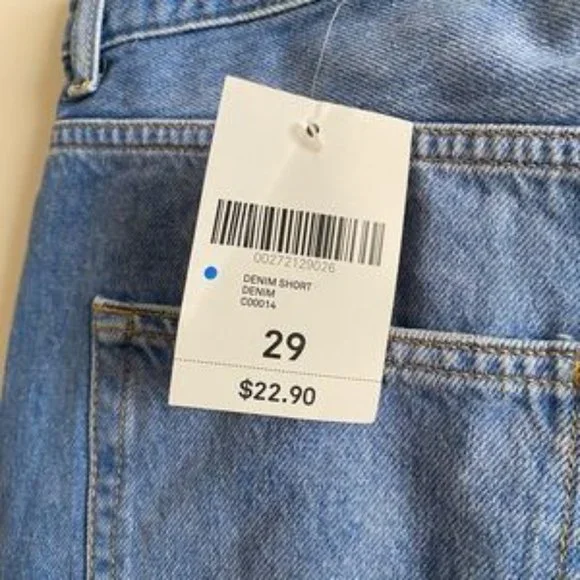 00272129026
DENIM SHORT
DENIM
C00014
29
$22.90